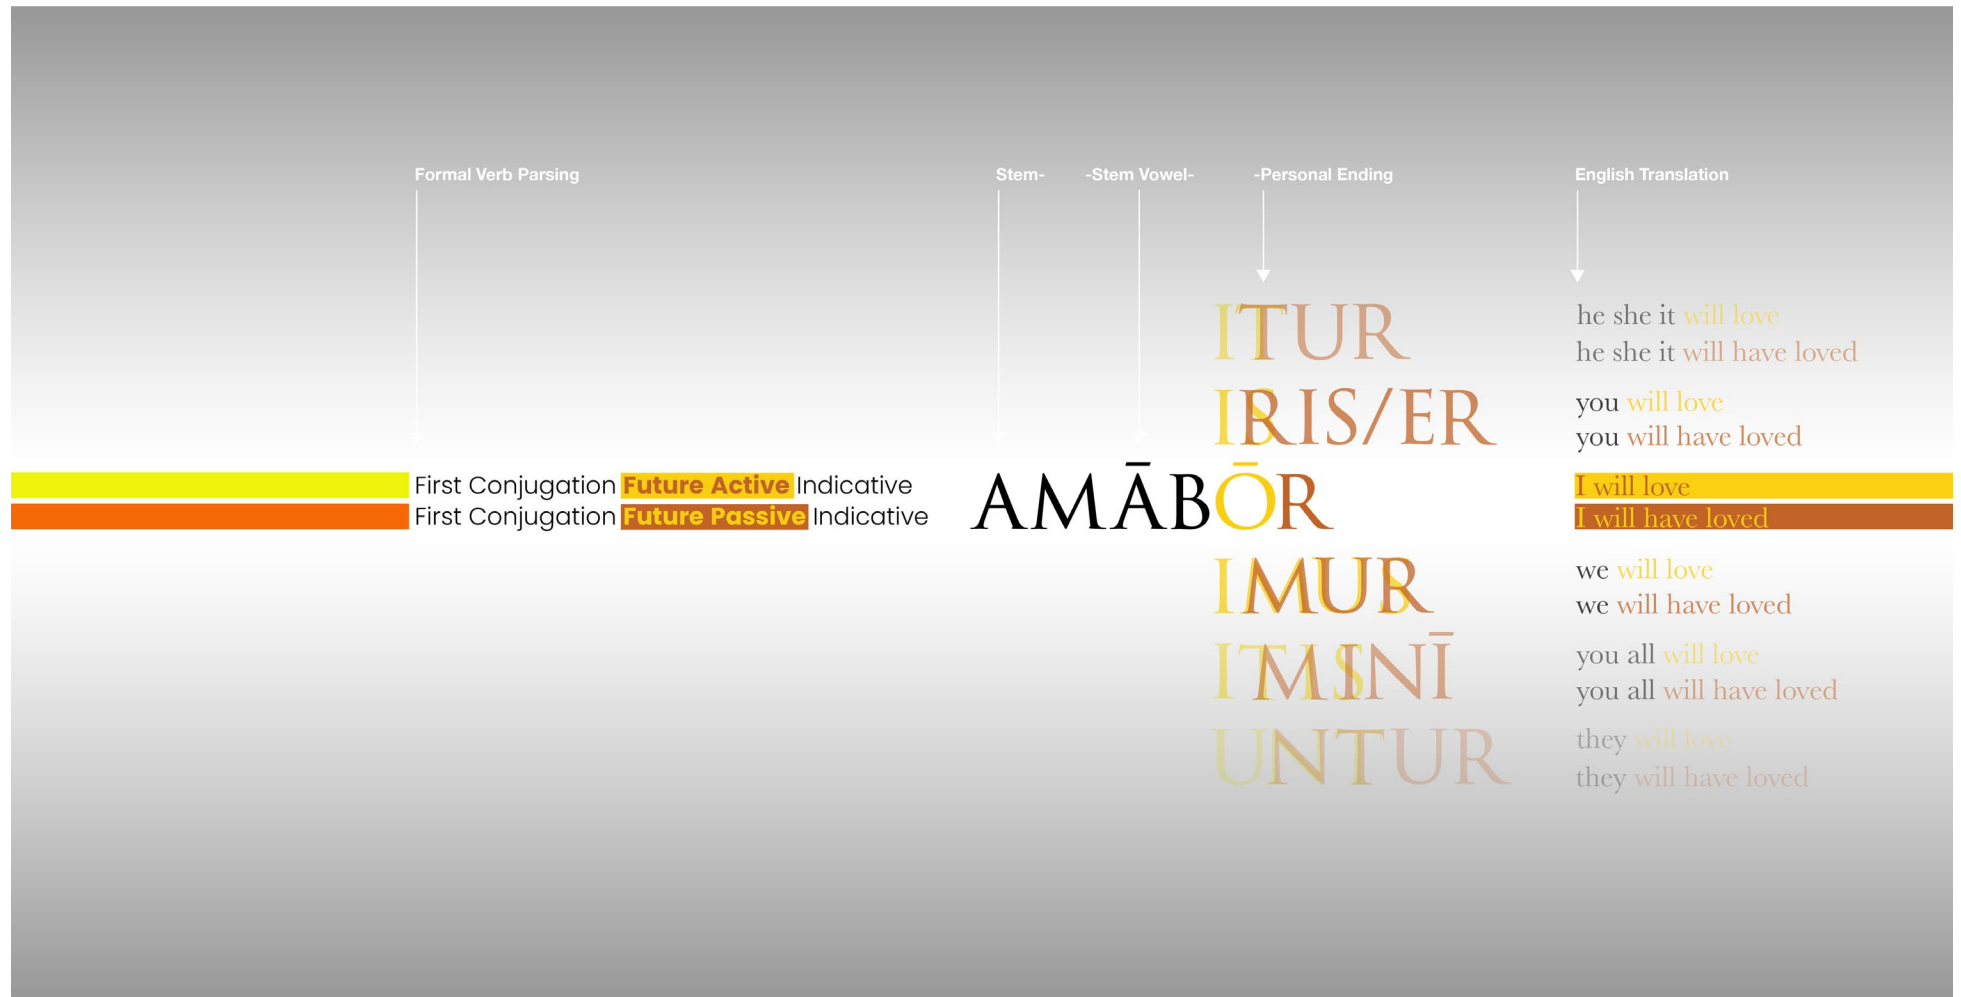 Formal Verb Parsing
Stem-
-Stem Vowel-
-Personal Ending
English Translation
ITUR
he she it will love
he she it will have loved
IRIS/ER
you will love
you will have loved
First Conjugation Future Active Indicative
First Conjugation Future Passive Indicative
AMĀBŌR
I will love
I will have loved
IMUR
we will love
we will have loved
ITIS MINĪ
you all will love
you all will have loved
UNTUR
they will love
they will have loved